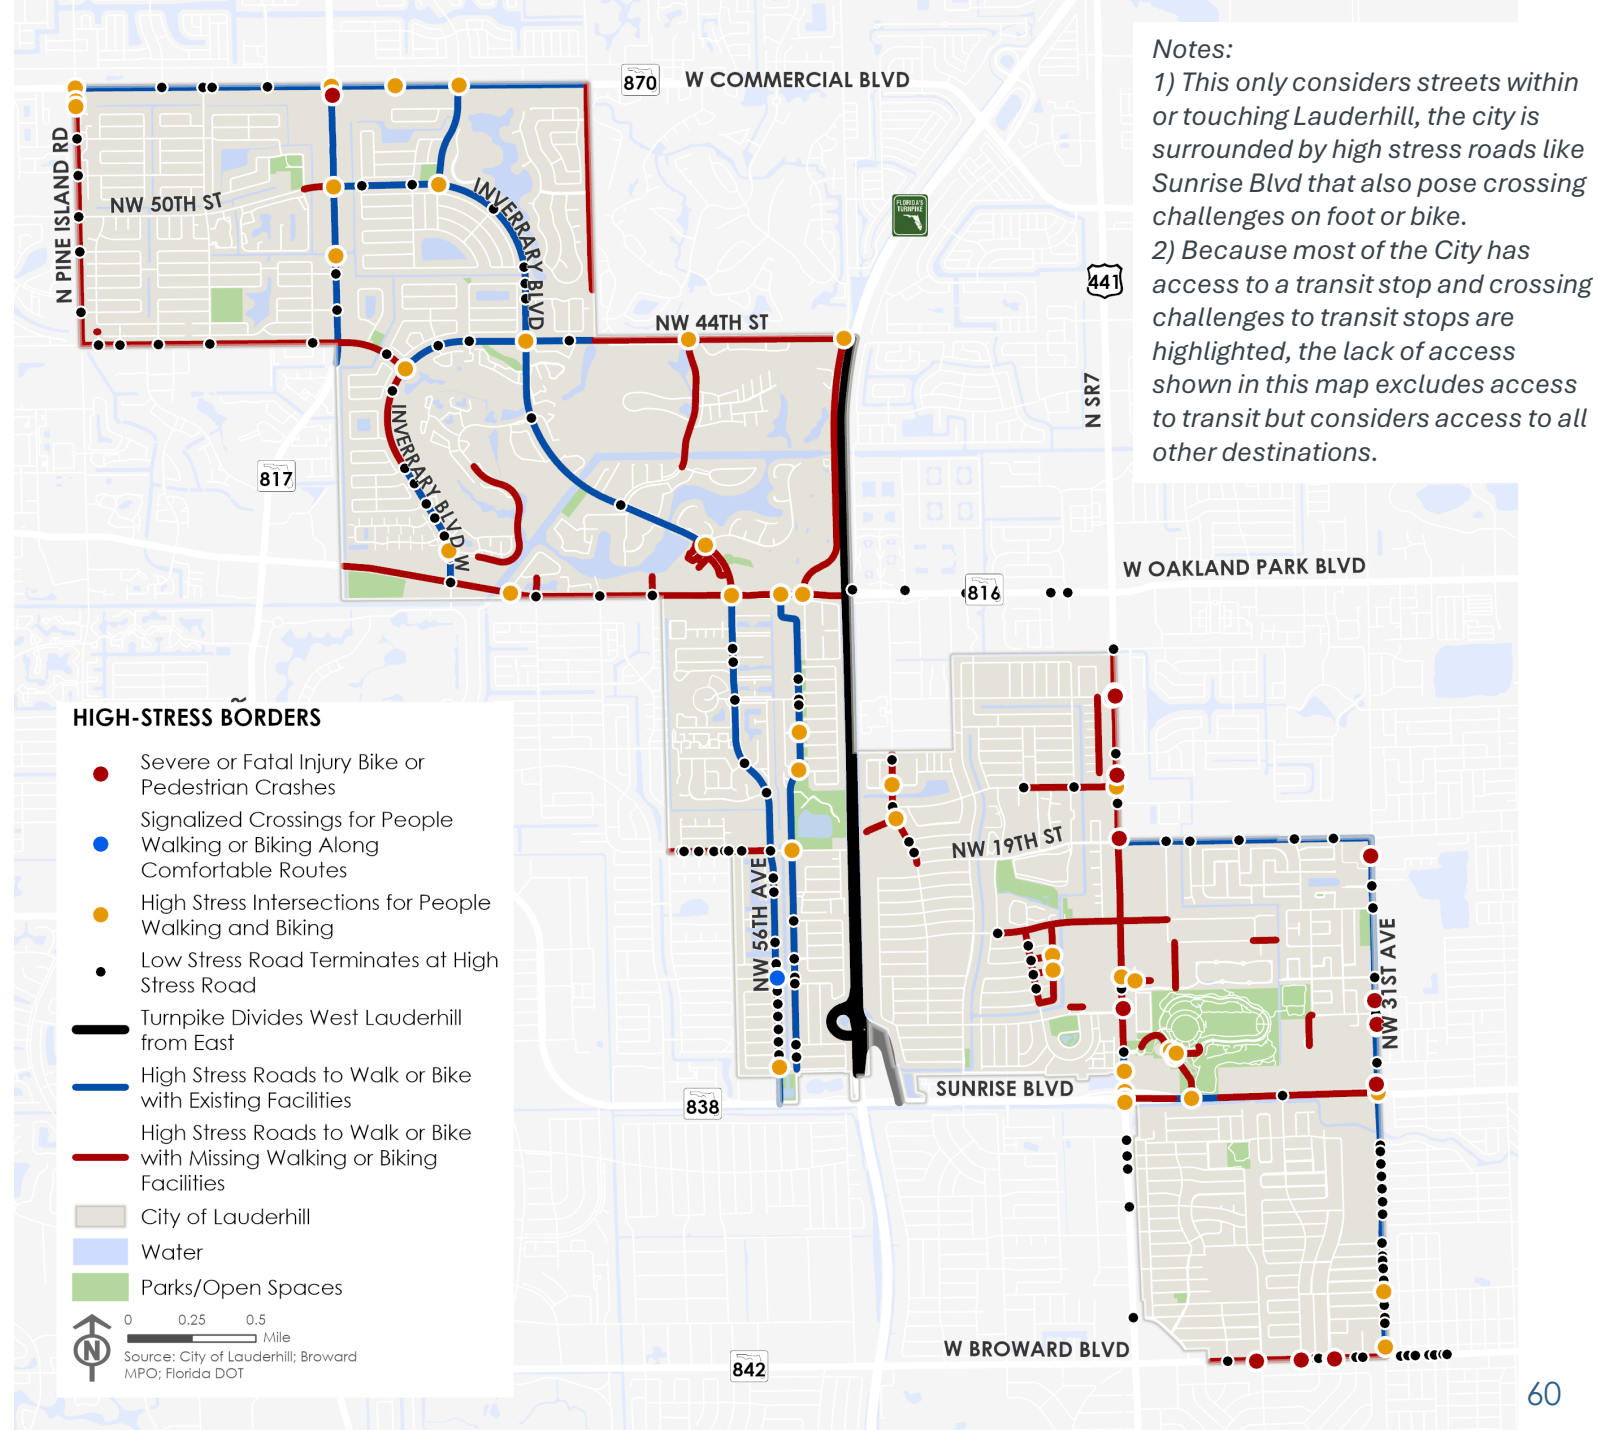 Notes:
1) This only considers streets within
or touching Lauderhill, the city is
surrounded by high stress roads like
Sunrise Blvd that also pose crossing
challenges on foot or bike.
2) Because most of the City has
access to a transit stop and crossing
challenges to transit stops are
highlighted, the lack of access
shown in this map excludes access
to transit but considers access to all
other destinations.
870
W COMMERCIAL BLVD
N PINE ISLAND RD
NW 50TH ST
INVERRARY BLVD
FLORIDA'S
TURNPIKE
441
NW 44TH ST
N SR7
817
INVERRARY BLVD W
W OAKLAND PARK BLVD
816
NW 19TH ST
NW 56TH AVE
NW 31ST AVE
SUNRISE BLVD
838
W BROWARD BLVD
842
~
HIGH-STRESS BORDERS
Severe or Fatal Injury Bike or
Pedestrian Crashes
Signalized Crossings for People
Walking or Biking Along
Comfortable Routes
High Stress Intersections for People
Walking and Biking
Low Stress Road Terminates at High
Stress Road
Turnpike Divides West Lauderhill
from East
High Stress Roads to Walk or Bike
with Existing Facilities
High Stress Roads to Walk or Bike
with Missing Walking or Biking
Facilities
City of Lauderhill
Water
Parks/Open Spaces
N
0 0.25 0.5
Mile
Source: City of Lauderhill; Broward
MPO; Florida DOT
60